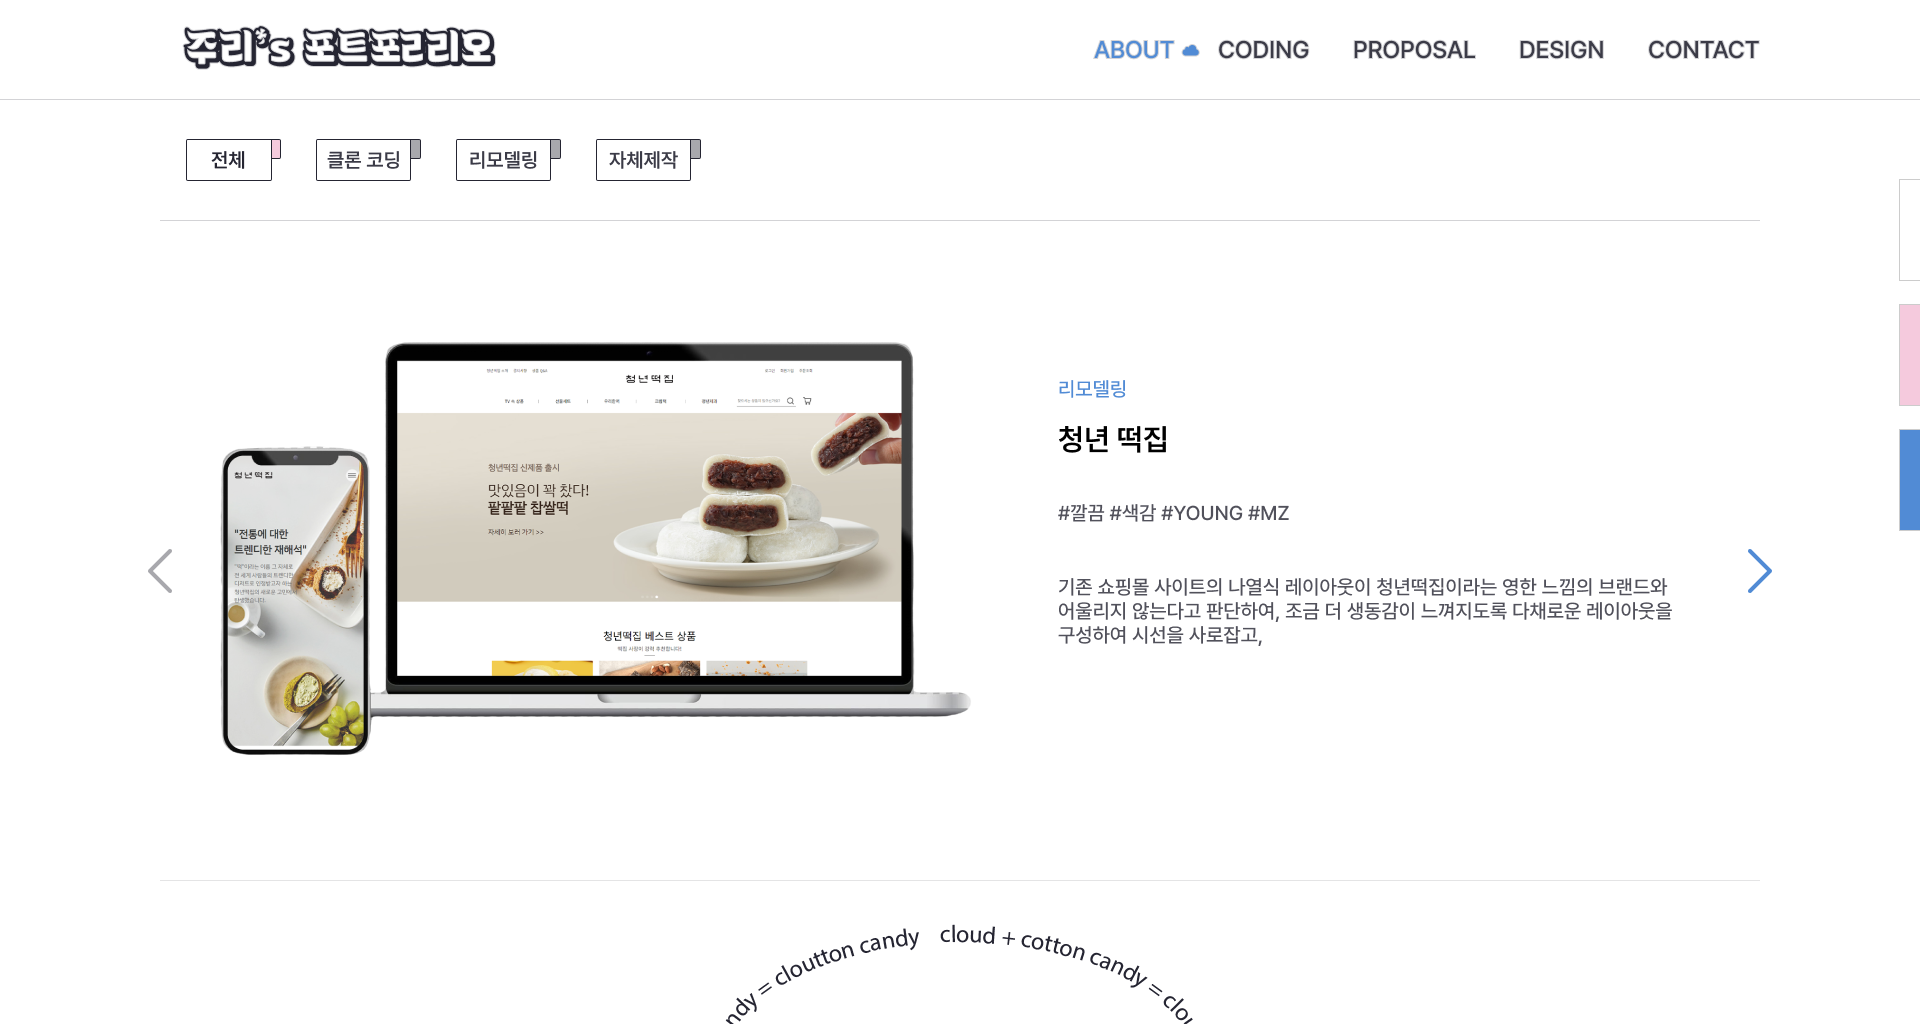 주리's 포트포리리오
ABOUT
CODING
PROPOSAL
DESIGN
CONTACT
전체
클론 코딩
리모델링
자체제작
청년떡집
청년떡집 신제품 출시
맛있음이 꽉 찼다!
팥팥팥 찹쌀떡
자세히 보러 가기 >>
청년떡집 베스트 상품
청년떡집
"전통에 대한
트렌디한 재해석"
리모델링
청년 떡집
#깔끔 #색감 #YOUNG #MZ
기존 쇼핑몰 사이트의 나열식 레이아웃이 청년떡집이라는 영한 느낌의 브랜드와
어울리지 않는다고 판단하여, 조금 더 생동감이 느껴지도록 다채로운 레이아웃을
구성하여 시선을 사로잡고,
ndy = cloutton candy cloud + cotton candy = clou